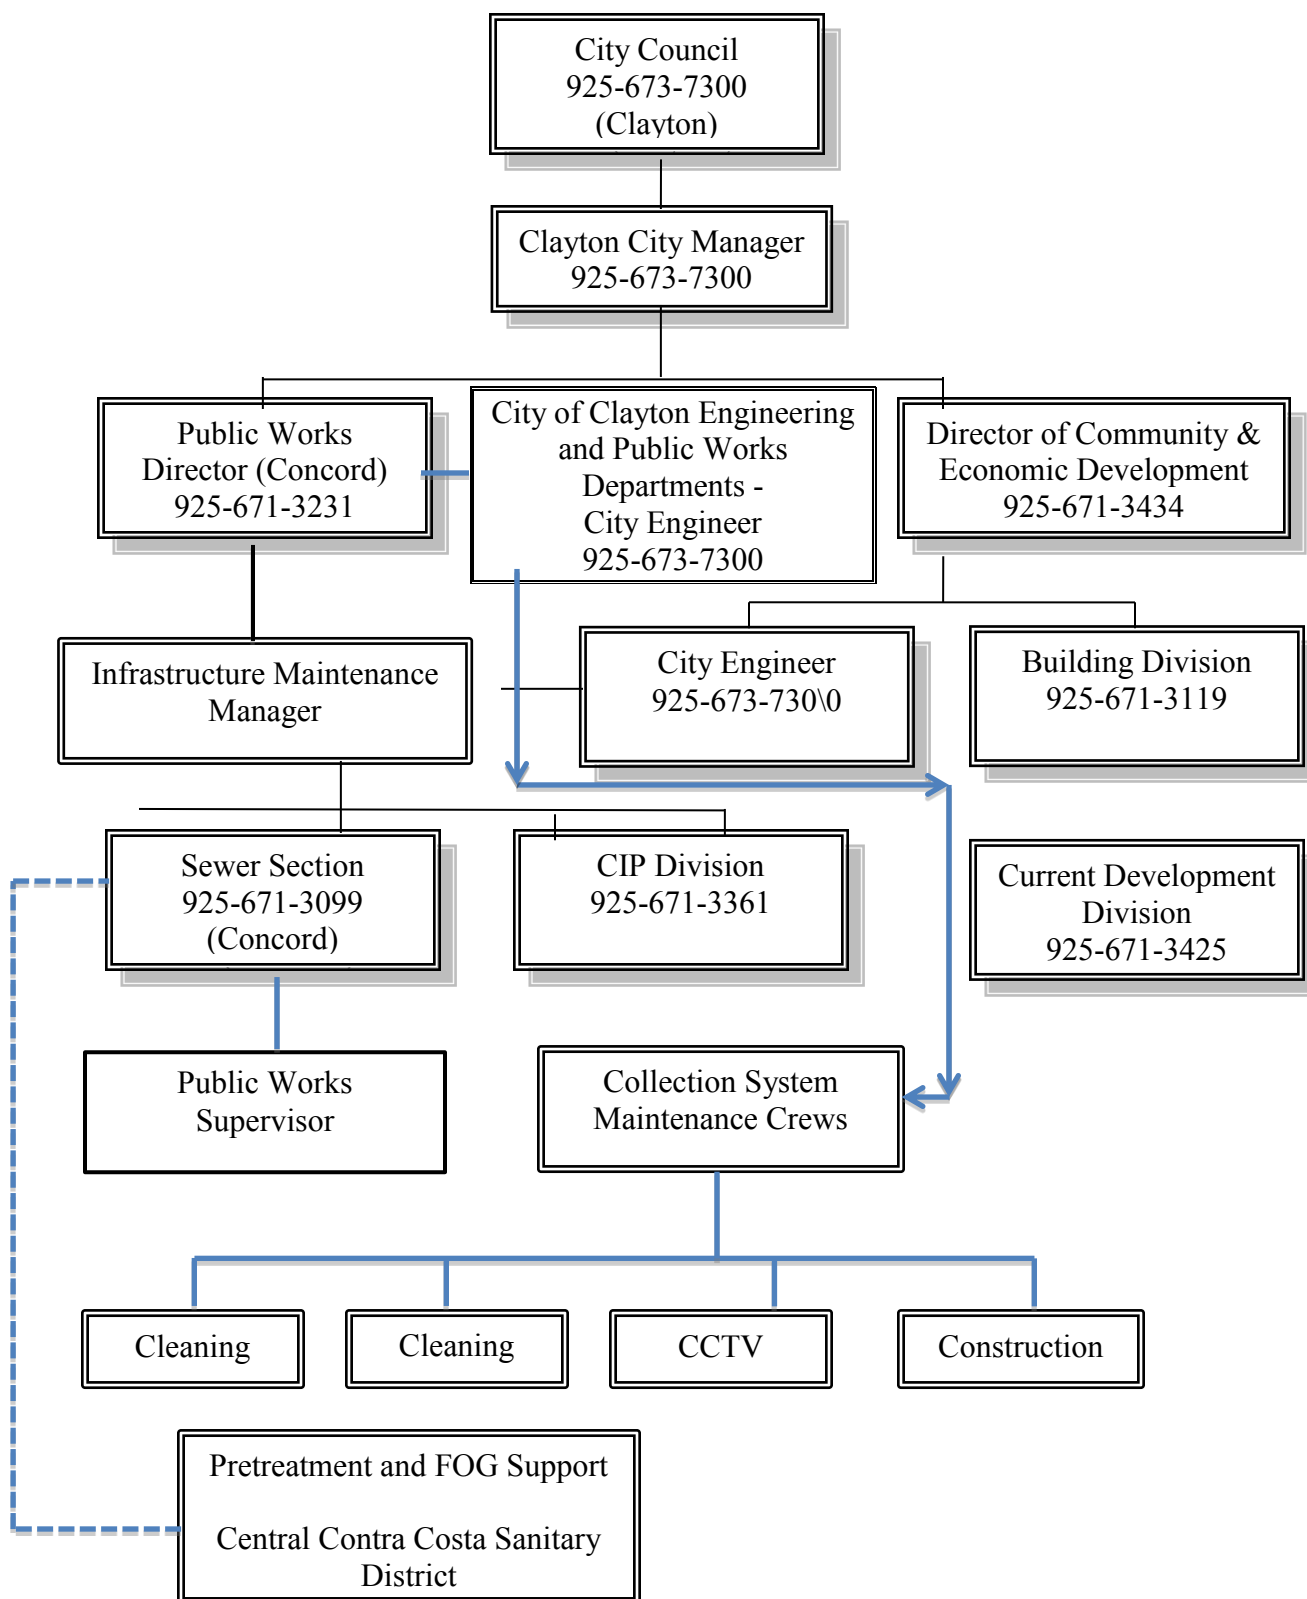 City Council
925-673-7300
(Clayton)
Clayton City Manager
925-673-7300
Public Works
Director (Concord)
925-671-3231
City of Clayton Engineering
and Public Works
Departments -
City Engineer
925-673-7300
Director of Community &
Economic Development
925-671-3434
Infrastructure Maintenance
Manager
City Engineer
925-673-730\0
Building Division
925-671-3119
Sewer Section
925-671-3099
(Concord)
CIP Division
925-671-3361
Current Development
Division
925-671-3425
Public Works
Supervisor
Collection System
Maintenance Crews
Cleaning
Cleaning
CCTV
Construction
Pretreatment and FOG Support
Central Contra Costa Sanitary
District